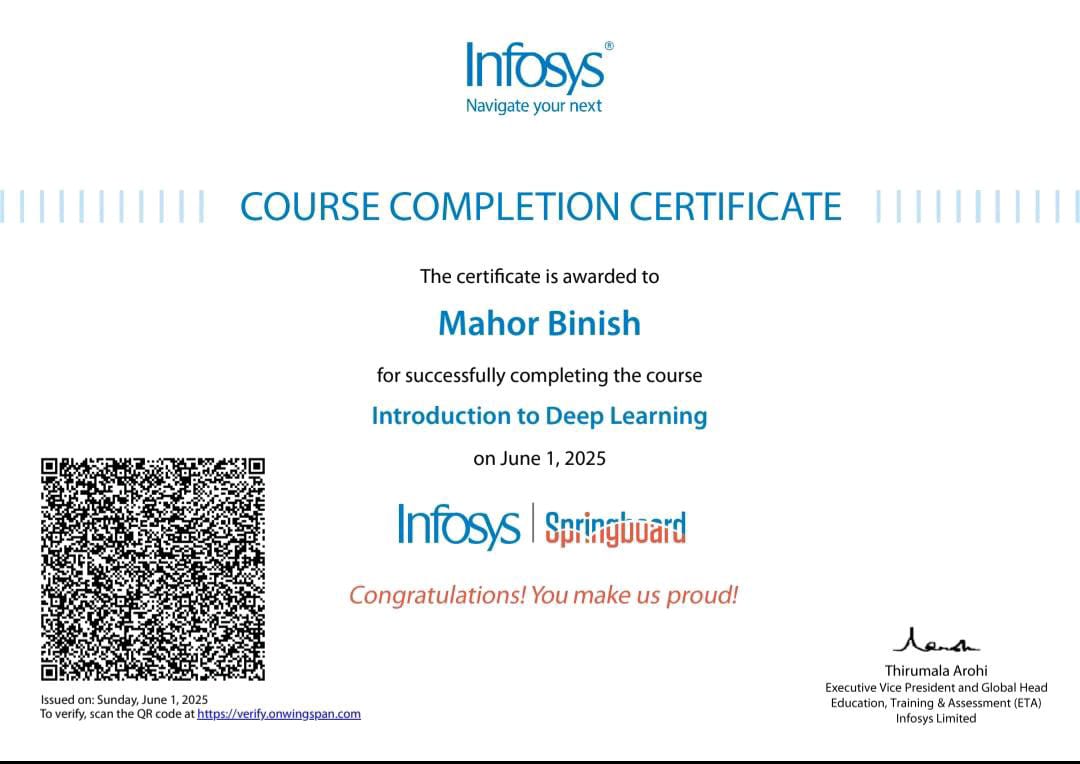 Infosys®
Navigate your next
COURSE COMPLETION CERTIFICATE
The certificate is awarded to
Mahor Binish
for successfully completing the course
Introduction to Deep Learning
on June 1, 2025
Infosys | Springboard
Congratulations! You make us proud!
Issued on: Sunday, June 1, 2025
To verify, scan the QR code at https://verify.onwingspan.com
Thirumala Arohi
Executive Vice President and Global Head
Education, Training & Assessment (ETA)
Infosys Limited